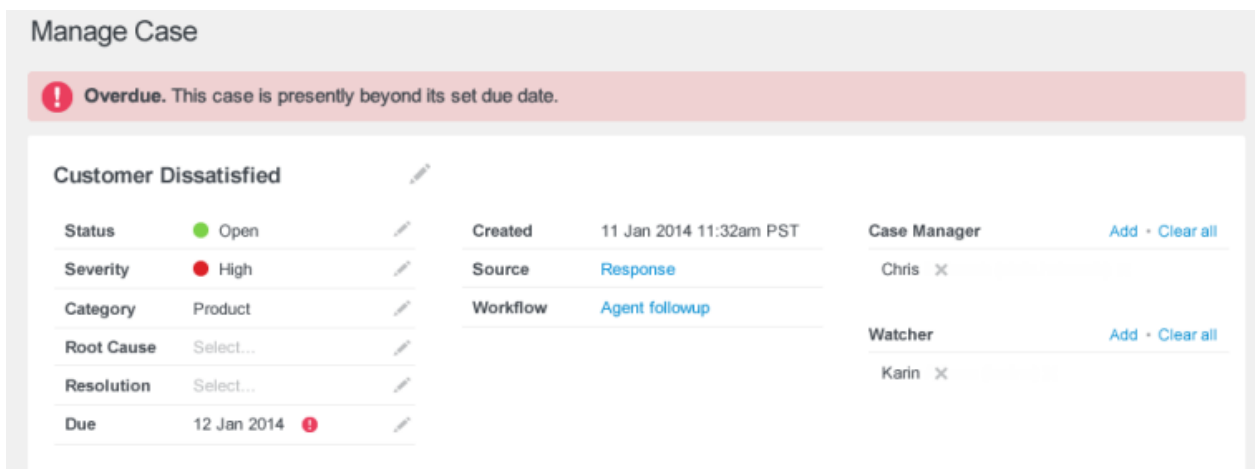 Manage Case
Overdue. This case is presently beyond its set due date.
Customer Dissatisfied
Status Open
Severity High
Category Product
Root Cause Select...
Resolution Select...
Due 12 Jan 2014
Created 11 Jan 2014 11:32am PST
Source Response
Workflow Agent followup
Case Manager Add • Clear all
Chris
Watcher Add • Clear all
Karin